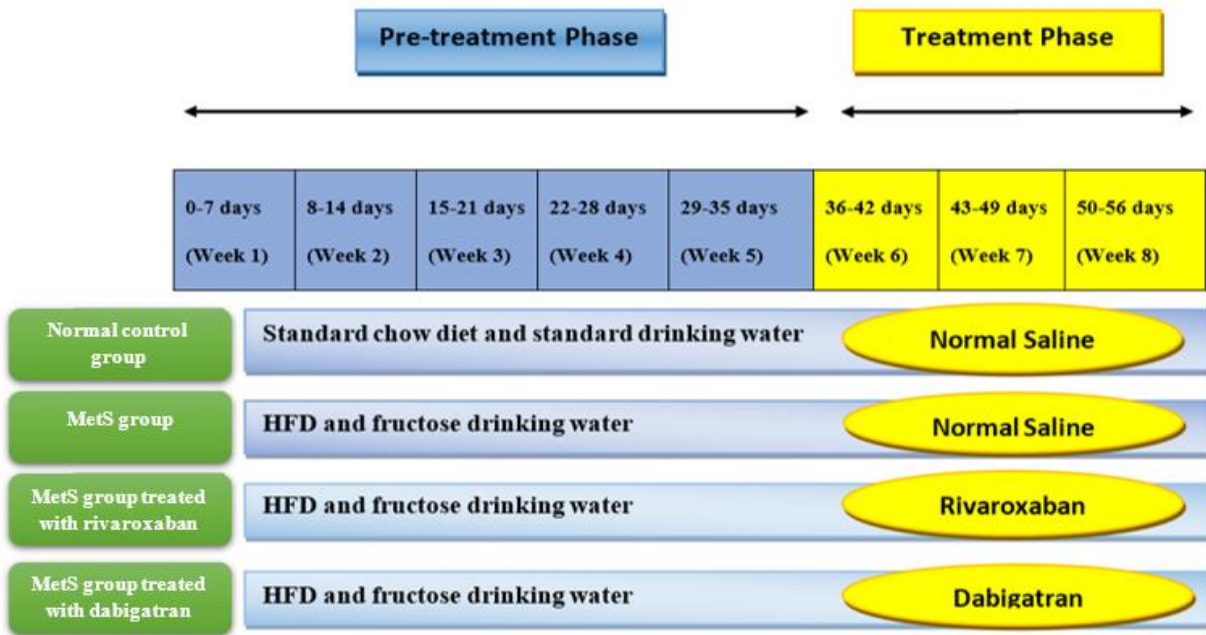 Pre-treatment Phase
Treatment Phase
0-7 days
(Week 1)
8-14 days
(Week 2)
15-21 days
(Week 3)
22-28 days
(Week 4)
29-35 days
(Week 5)
36-42 days
(Week 6)
43-49 days
(Week 7)
50-56 days
(Week 8)
Normal control
group
Standard chow diet and standard drinking water
Normal Saline
MetS group
HFD and fructose drinking water
Normal Saline
MetS group treated
with rivaroxaban
HFD and fructose drinking water
Rivaroxaban
MetS group treated
with dabigatran
HFD and fructose drinking water
Dabigatran